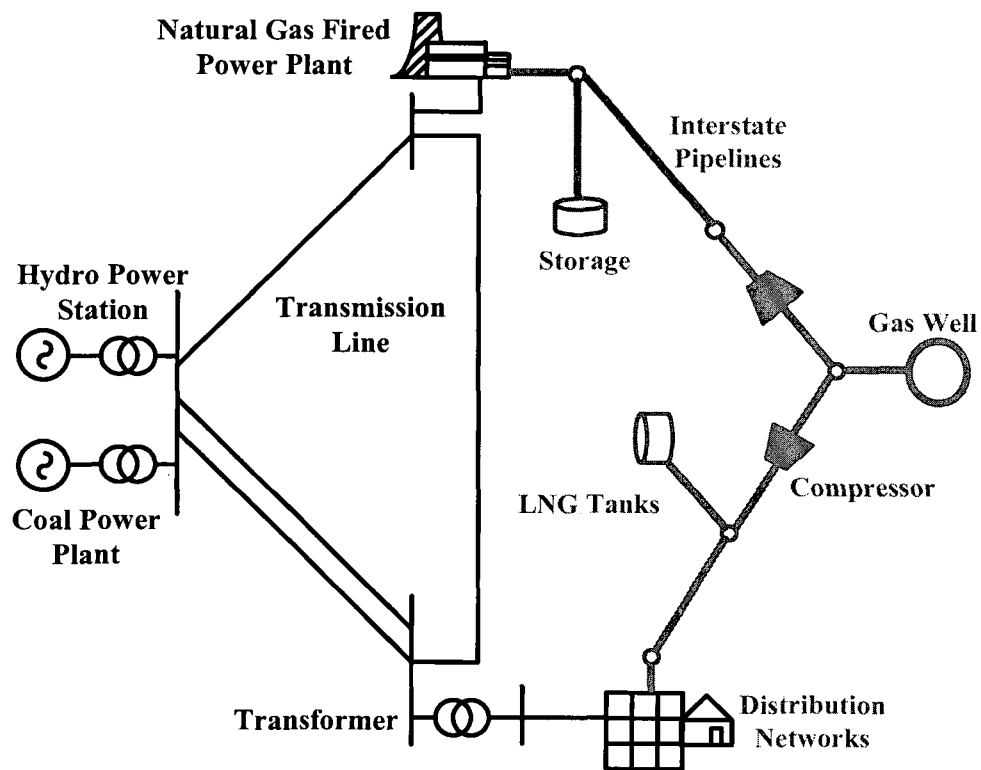 Natural Gas Fired
Power Plant
Interstate
Pipelines
Storage
Hydro Power
Station
Transmission
Line
Gas Well
LNG Tanks
Compressor
Coal Power
Plant
Transformer
Distribution
Networks